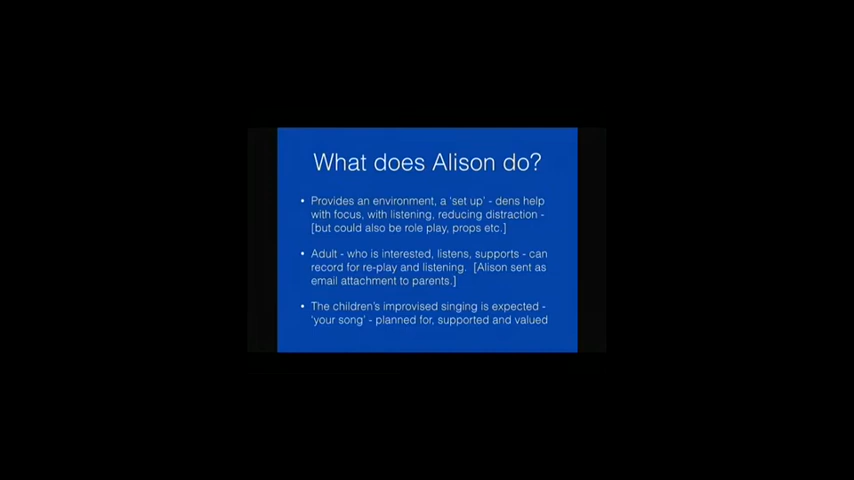 What does Alison do?
• Provides an environment, a ‘set up’ - dens help
with focus, with listening, reducing distraction -
[but could also be role play, props etc.]
• Adult - who is interested, listens, supports - can
record for re-play and listening. [Alison sent as
email attachment to parents.]
• The children’s improvised singing is expected -
‘your song’ - planned for, supported and valued